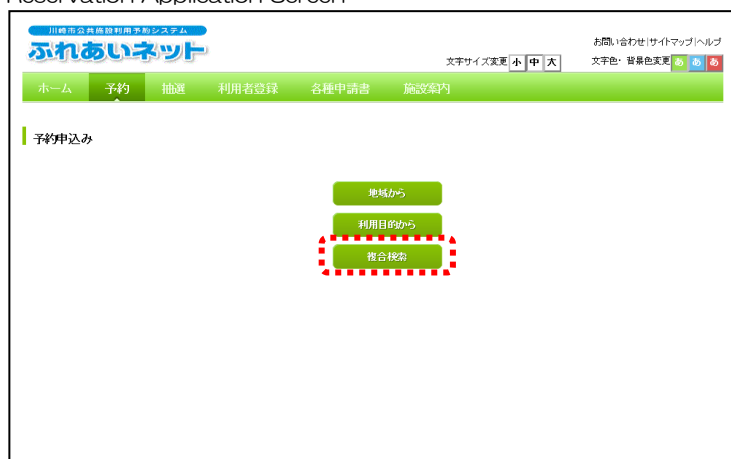 Reservation Application Screen
川崎市公共施設利用予約システム
ふれあいネット
お問い合わせ|サイトマップ|ヘルプ
文字サイズ変更 小 中 大 文字色・背景色変更 あ あ あ
ホーム 予約 抽選 利用者登録 各種申請書 施設案内
予約申込み
地域から
利用目的から
複合検索